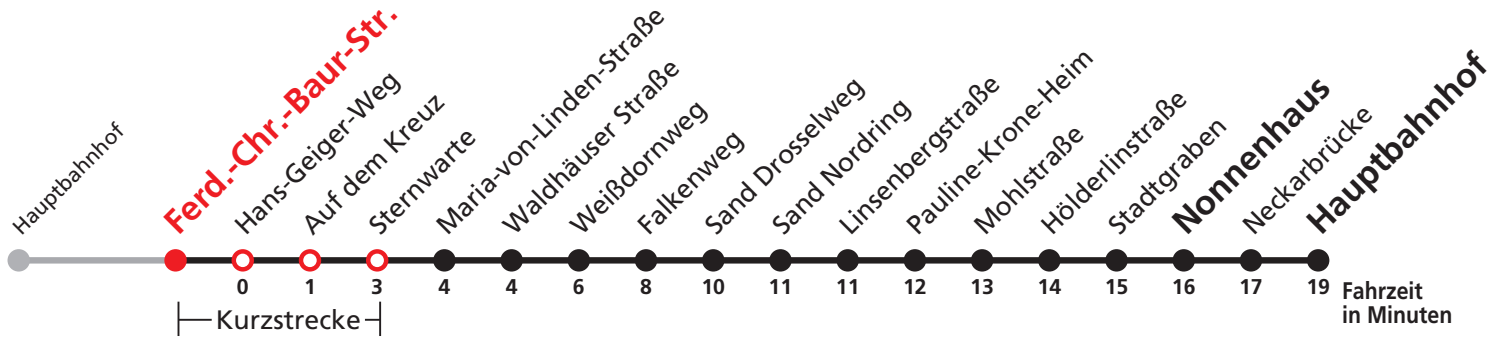 Hauptbahnhof
Ferd.-Chr.-Baur-Str.
Hans-Geiger-Weg
Auf dem Kreuz
Sternwarte
Maria-von-Linden-Straße
Waldhäuser Straße
Weißdornweg
Falkenweg
Sand Drosselweg
Sand Nordring
Linsenbergstraße
Pauline-Krone-Heim
Mohlstraße
Hölderlinstraße
Stadtgraben
Nonnenhaus
Neckarbrücke
Hauptbahnhof
0 1 3 4 4 6 8 10 11 11 12 13 14 15 16 17 19 Fahrzeit
in Minuten
Kurzstrecke